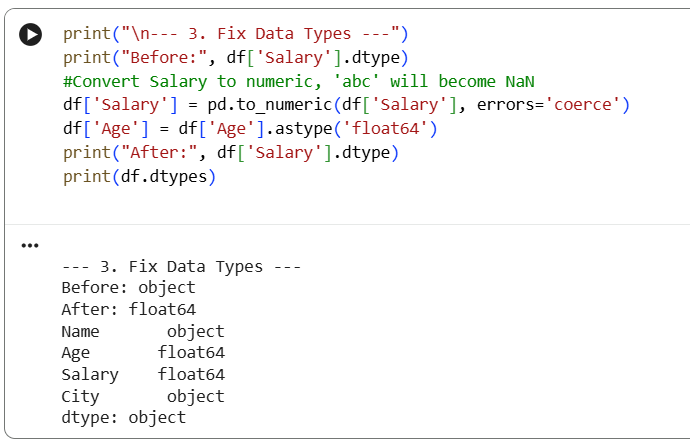 print("\n--- 3. Fix Data Types ---")
print("Before:", df['Salary'].dtype)
#Convert Salary to numeric, 'abc' will become NaN
df['Salary'] = pd.to_numeric(df['Salary'], errors='coerce')
df['Age'] = df['Age'].astype('float64')
print("After:", df['Salary'].dtype)
print(df.dtypes)
--- 3. Fix Data Types ---
Before: object
After: float64
Name       object
Age       float64
Salary    float64
City       object
dtype: object